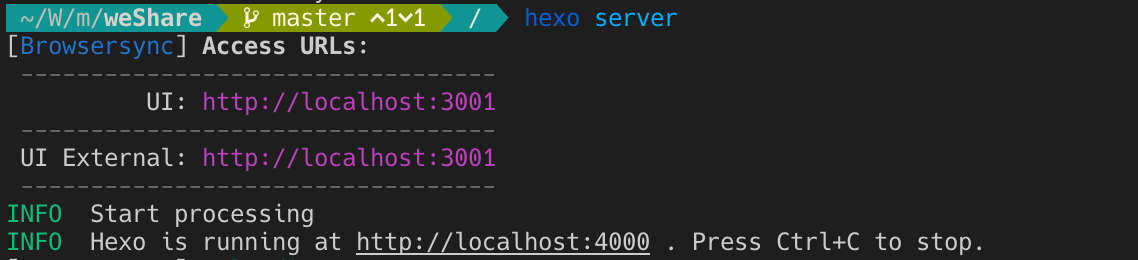 ~/W/m/weShare master ^1⌄1 / hexo server
[Browsersync] Access URLs:
-----------------------------------
UI: http://localhost:3001
-----------------------------------
UI External: http://localhost:3001
-----------------------------------
INFO Start processing
INFO Hexo is running at http://localhost:4000 . Press Ctrl+C to stop.